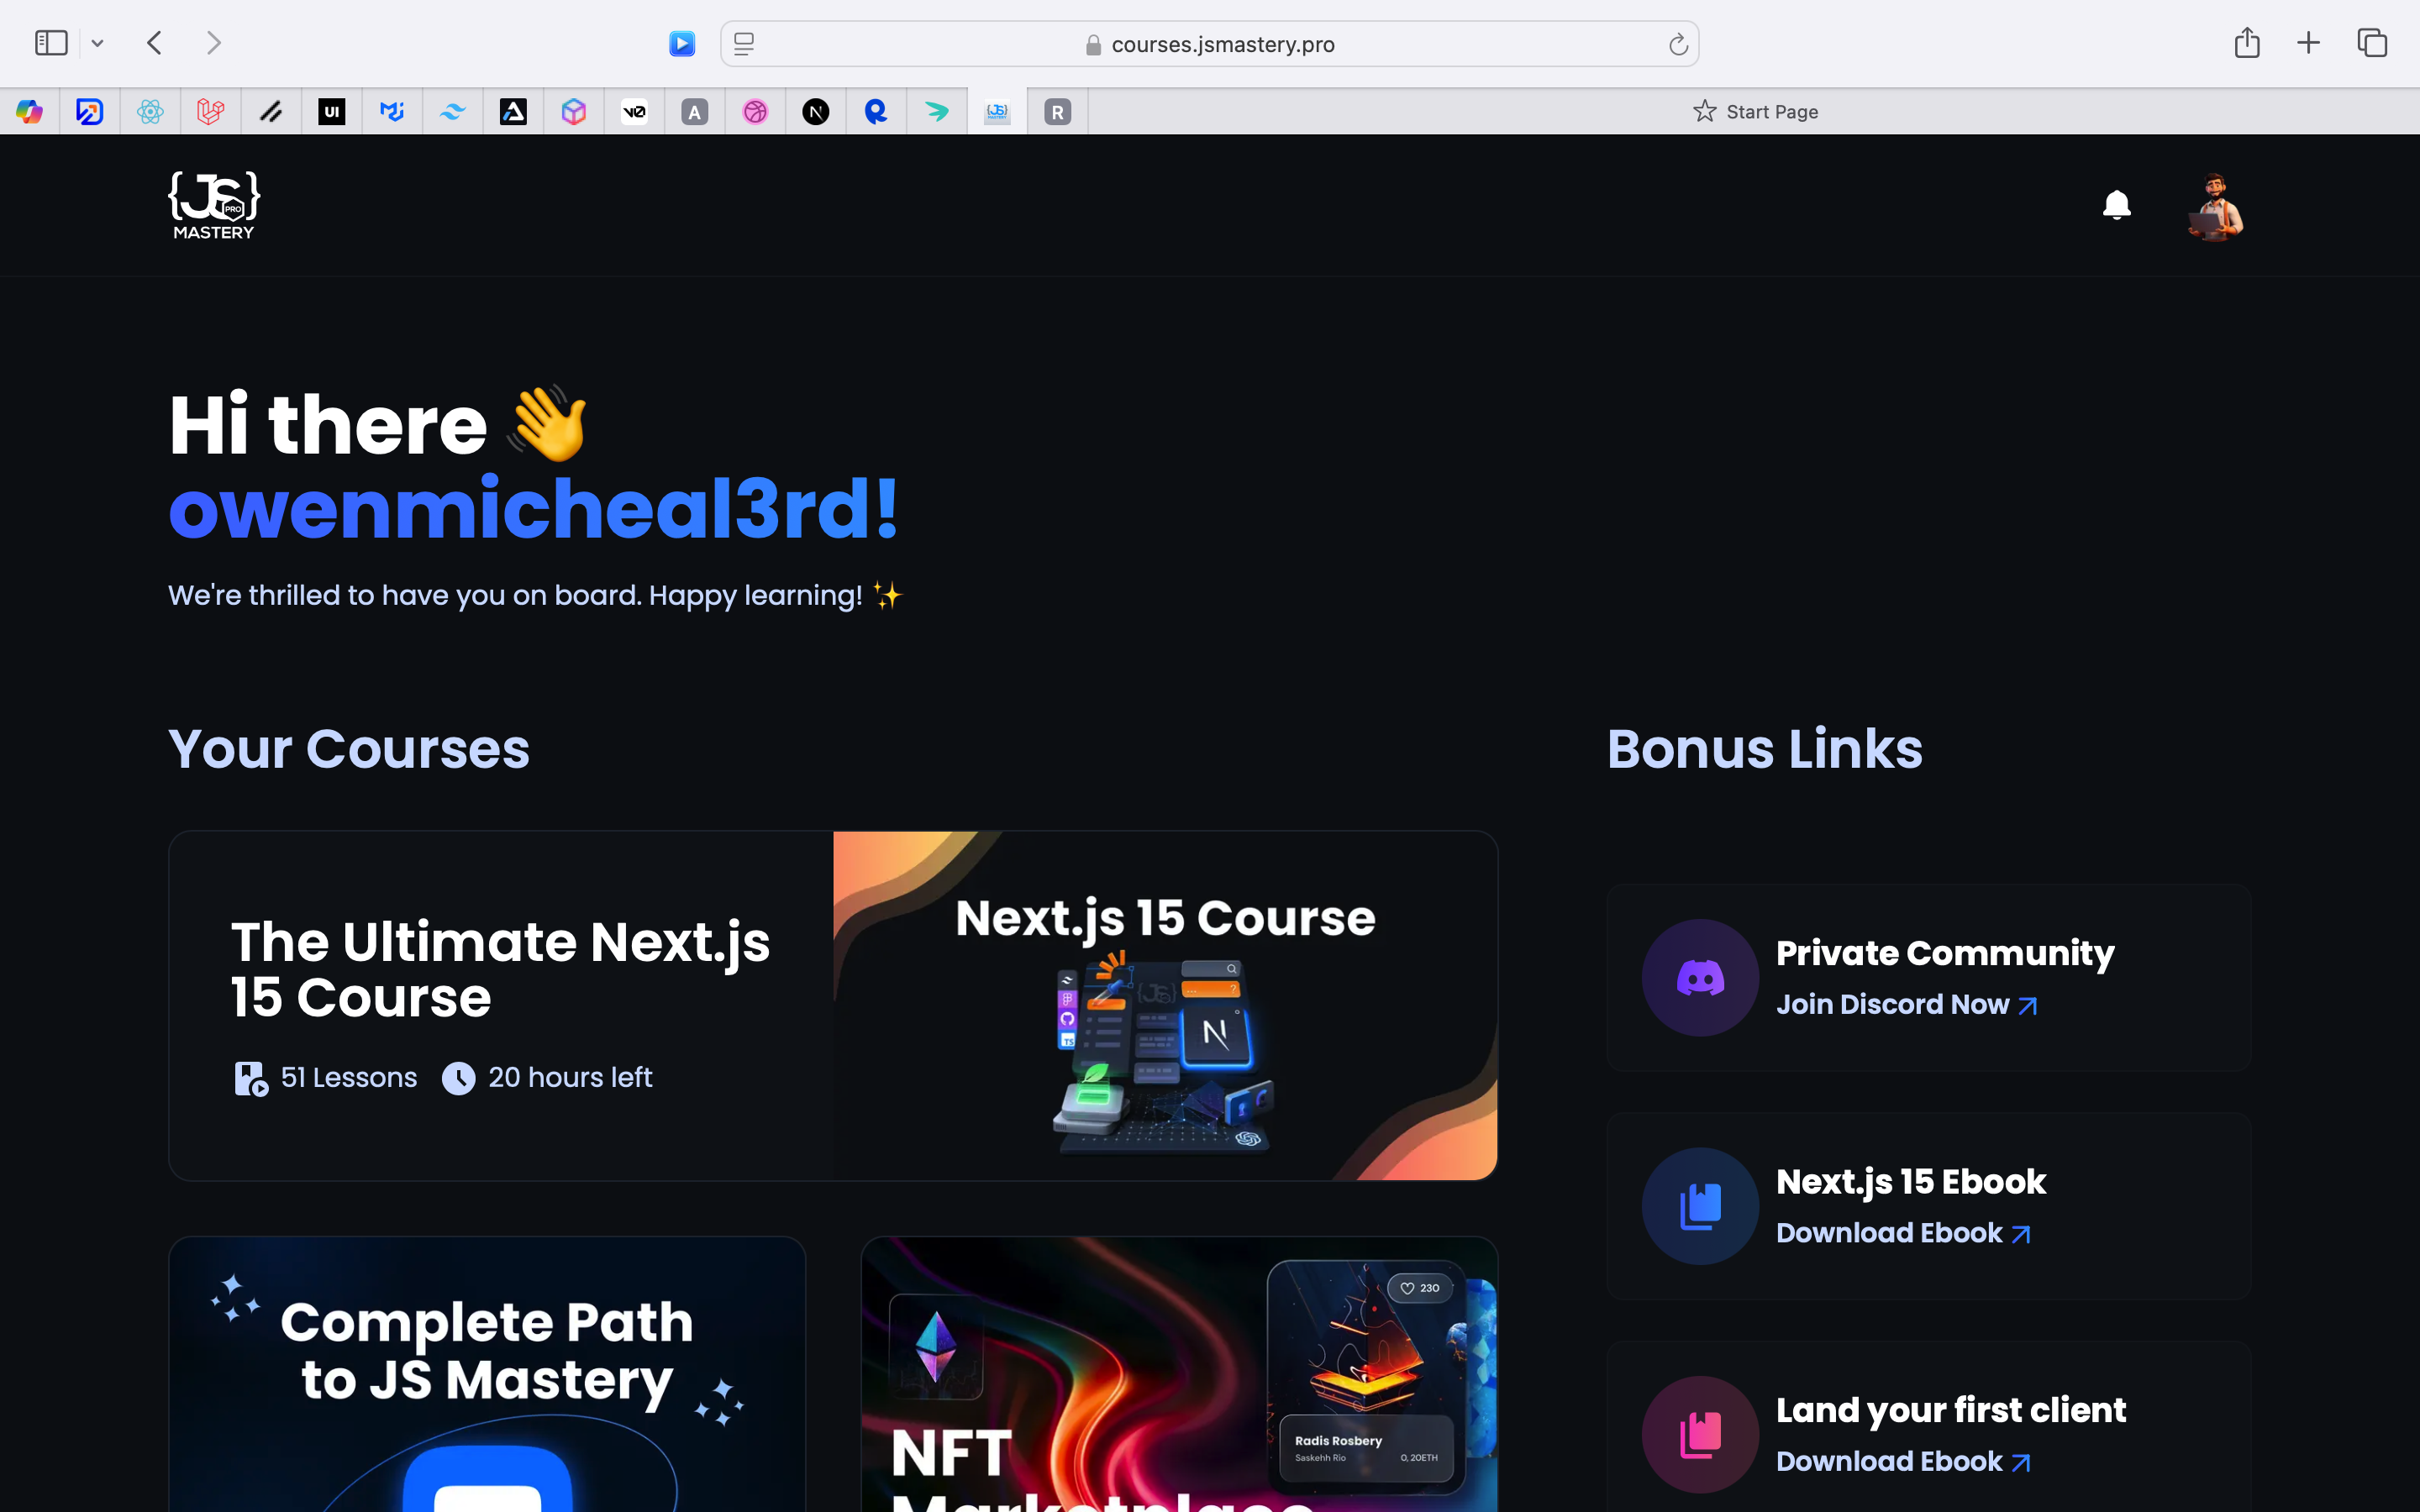 courses.jsmastery.pro
UI
A
N
R
Start Page
{JS}
PRO
MASTERY
Hi there 👋
owenmicheal3rd!
We're thrilled to have you on board. Happy learning! ✨
Your Courses
Bonus Links
The Ultimate Next.js
15 Course
51 Lessons
20 hours left
Next.js 15 Course
TS
N
Private Community
Join Discord Now
Next.js 15 Ebook
Download Ebook
Land your first client
Download Ebook
Complete Path
to JS Mastery
230
NFT
Marketplace
Radis Rosbery
Saskehh Rio
0, 20ETH